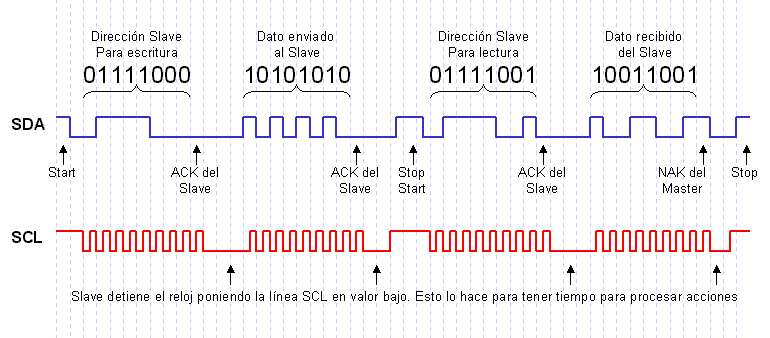 Dirección Slave
Para escritura
01111000
Dato enviado
al Slave
10101010
Dirección Slave
Para lectura
01111001
Dato recibido
del Slave
10011001
SDA
Start
ACK del
Slave
ACK del
Slave
Stop
Start
ACK del
Slave
NAK del
Master
Stop
SCL
Slave detiene el reloj poniendo la línea SCL en valor bajo. Esto lo hace para tener tiempo para procesar acciones